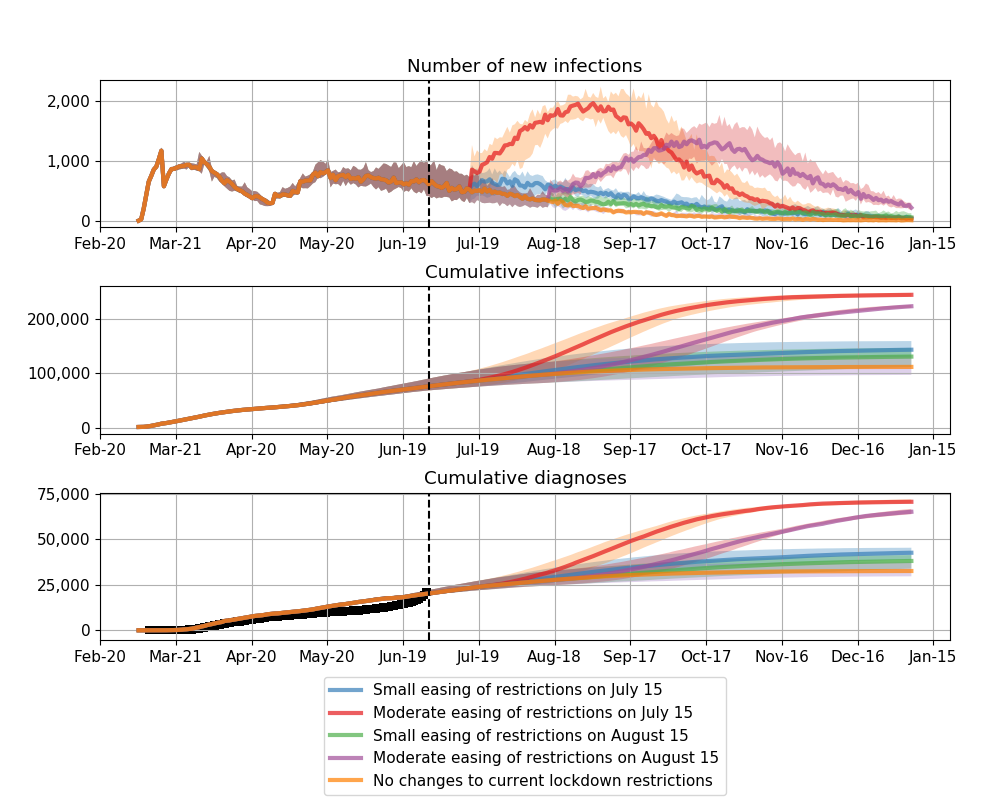 Number of new infections
2,000
1,000
0
Feb-20 Mar-21 Apr-20 May-20 Jun-19 Jul-19 Aug-18 Sep-17 Oct-17 Nov-16 Dec-16 Jan-15
Cumulative infections
200,000
100,000
0
Feb-20 Mar-21 Apr-20 May-20 Jun-19 Jul-19 Aug-18 Sep-17 Oct-17 Nov-16 Dec-16 Jan-15
Cumulative diagnoses
75,000
50,000
25,000
0
Feb-20 Mar-21 Apr-20 May-20 Jun-19 Jul-19 Aug-18 Sep-17 Oct-17 Nov-16 Dec-16 Jan-15
Small easing of restrictions on July 15
Moderate easing of restrictions on July 15
Small easing of restrictions on August 15
Moderate easing of restrictions on August 15
No changes to current lockdown restrictions